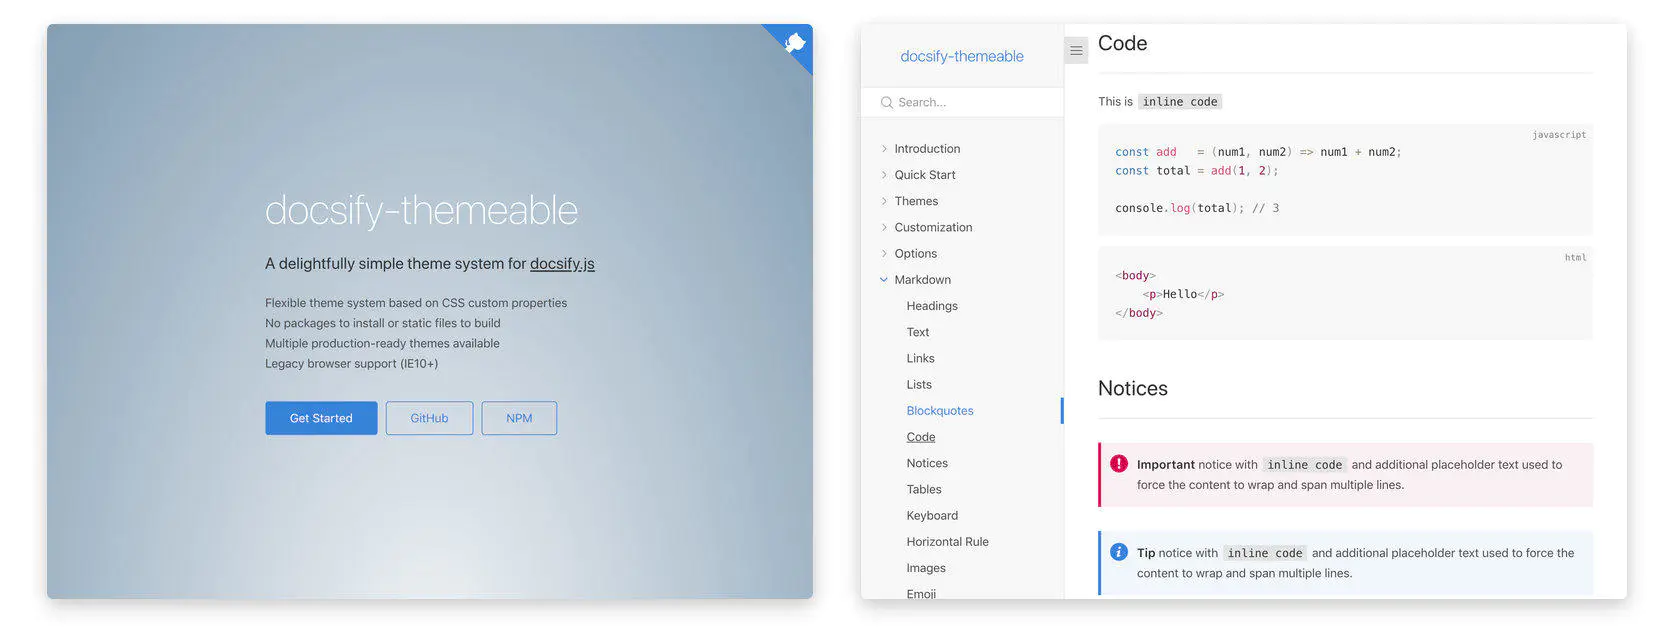 docsify-themeable
A delightfully simple theme system for docsify.js
Flexible theme system based on CSS custom properties
No packages to install or static files to build
Multiple production-ready themes available
Legacy browser support (IE10+)
Get Started
GitHub
NPM
docsify-themeable
Search...
Introduction
Quick Start
Themes
Customization
Options
Markdown
Headings
Text
Links
Lists
Blockquotes
Code
Notices
Tables
Keyboard
Horizontal Rule
Images
Emoji
Code
This is inline code
javascript
const add   = (num1, num2) => num1 + num2;
const total = add(1, 2);
console.log(total); // 3
html
<body>
    <p>Hello</p>
</body>
Notices
Important notice with inline code and additional placeholder text used to
force the content to wrap and span multiple lines.
Tip notice with inline code and additional placeholder text used to force the
content to wrap and span multiple lines.